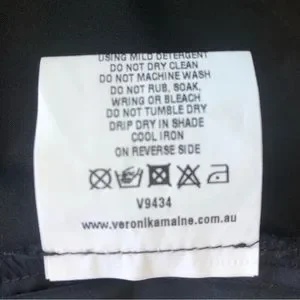 USING MILD DETERGENT
DO NOT DRY CLEAN
DO NOT MACHINE WASH
DO NOT RUB, SOAK,
WRING OR BLEACH
DO NOT TUMBLE DRY
DRIP DRY IN SHADE
COOL IRON
ON REVERSE SIDE
V9434
www.veronikamaine.com.au